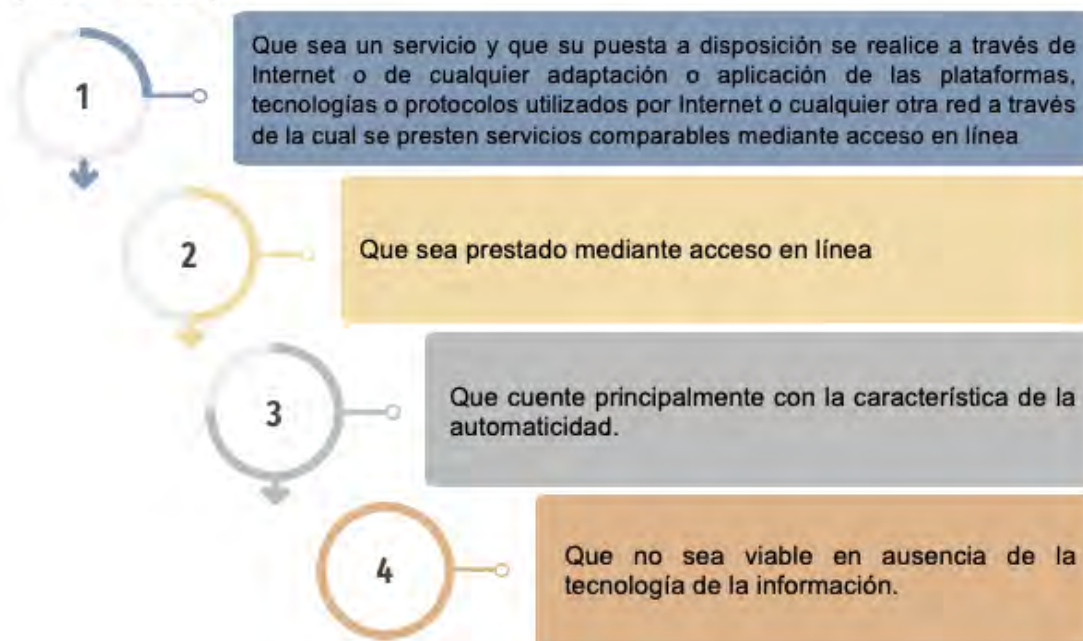 1
Que sea un servicio y que su puesta a disposición se realice a través de
Internet o de cualquier adaptación o aplicación de las plataformas,
tecnologías o protocolos utilizados por Internet o cualquier otra red a través
de la cual se presten servicios comparables mediante acceso en línea
2
Que sea prestado mediante acceso en línea
3
Que cuente principalmente con la característica de la
automaticidad.
4
Que no sea viable en ausencia de la
tecnología de la información.